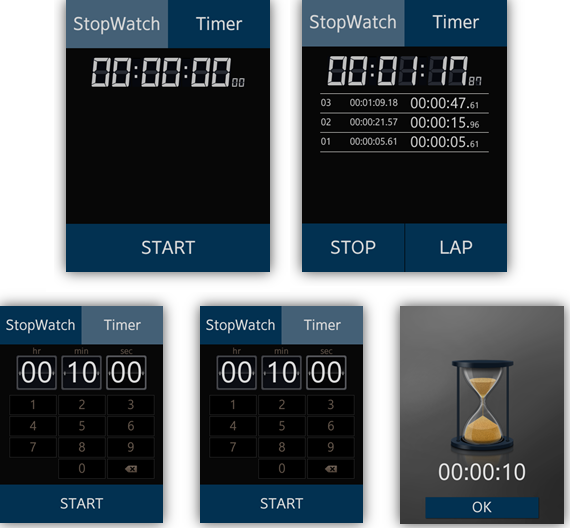 StopWatch Timer
00:00:00 00
START
StopWatch Timer
00:01:17 87
03 00:01:09.18 00:00:47.61
02 00:00:21.57 00:00:15.96
01 00:00:05.61 00:00:05.61
STOP LAP
StopWatch Timer
hr min sec
00 10 00
1 2 3
4 5 6
7 8 9
0
START
StopWatch Timer
hr min sec
00 10 00
1 2 3
4 5 6
7 8 9
0
START
00:00:10
OK